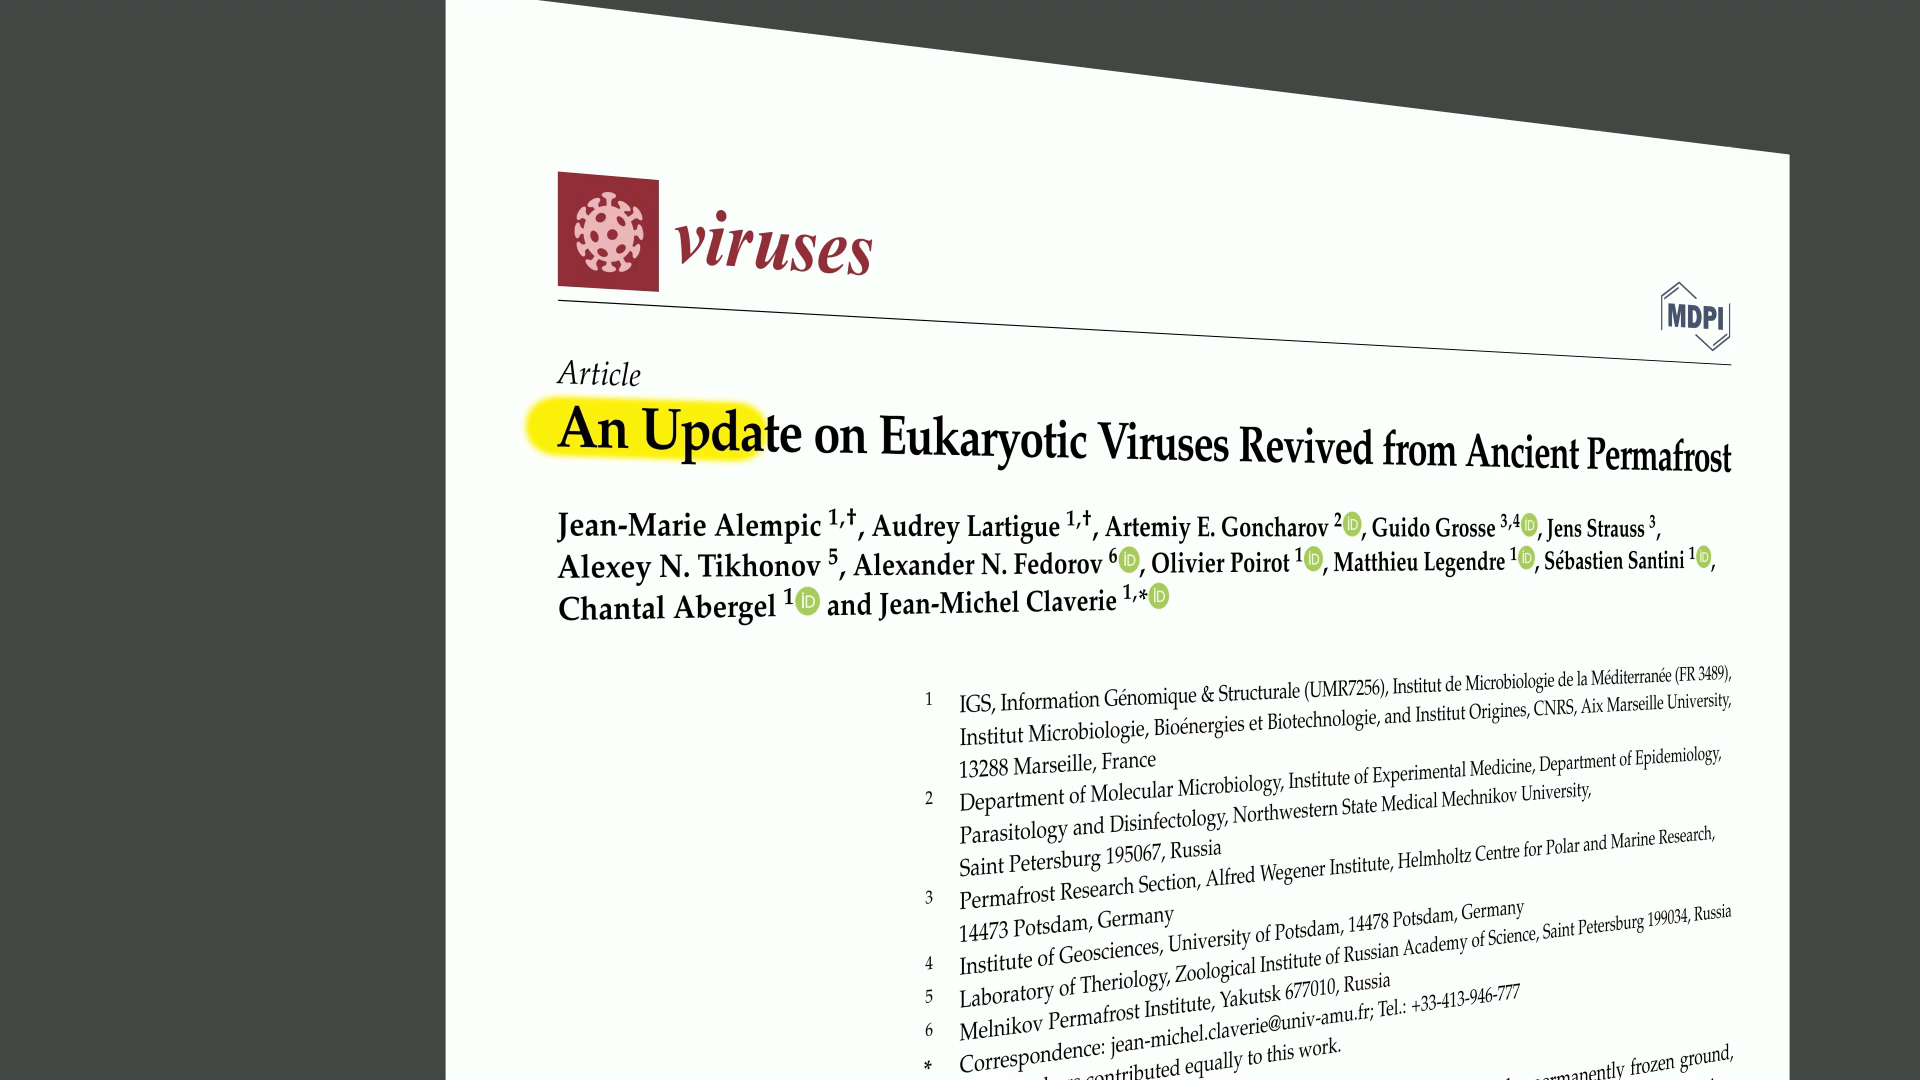 viruses
MDPI
Article
An Update on Eukaryotic Viruses Revived from Ancient Permafrost
Jean-Marie Alempic 1,†, Audrey Lartigue 1,†, Artemiy E. Goncharov 2 iD, Guido Grosse 3,4 iD, Jens Strauss 3,
Alexey N. Tikhonov 5, Alexander N. Fedorov 6 iD, Olivier Poirot 1 iD, Matthieu Legendre 1 iD, Sébastien Santini 1 iD,
Chantal Abergel 1 iD and Jean-Michel Claverie 1,* iD
1 IGS, Information Génomique & Structurale (UMR7256), Institut de Microbiologie de la Méditerranée (FR 3489),
Institut Microbiologie, Bioénergies et Biotechnologie, and Institut Origines, CNRS, Aix Marseille University,
13288 Marseille, France
2 Department of Molecular Microbiology, Institute of Experimental Medicine, Department of Epidemiology,
Parasitology and Disinfectology, Northwestern State Medical Mechnikov University,
Saint Petersburg 195067, Russia
3 Permafrost Research Section, Alfred Wegener Institute, Helmholtz Centre for Polar and Marine Research,
14473 Potsdam, Germany
4 Institute of Geosciences, University of Potsdam, 14478 Potsdam, Germany
5 Laboratory of Theriology, Zoological Institute of Russian Academy of Science, Saint Petersburg 199034, Russia
6 Melnikov Permafrost Institute, Yakutsk 677010, Russia
* Correspondence: jean-michel.claverie@univ-amu.fr; Tel.: +33-413-946-777
contributed equally to this work.
frozen ground,